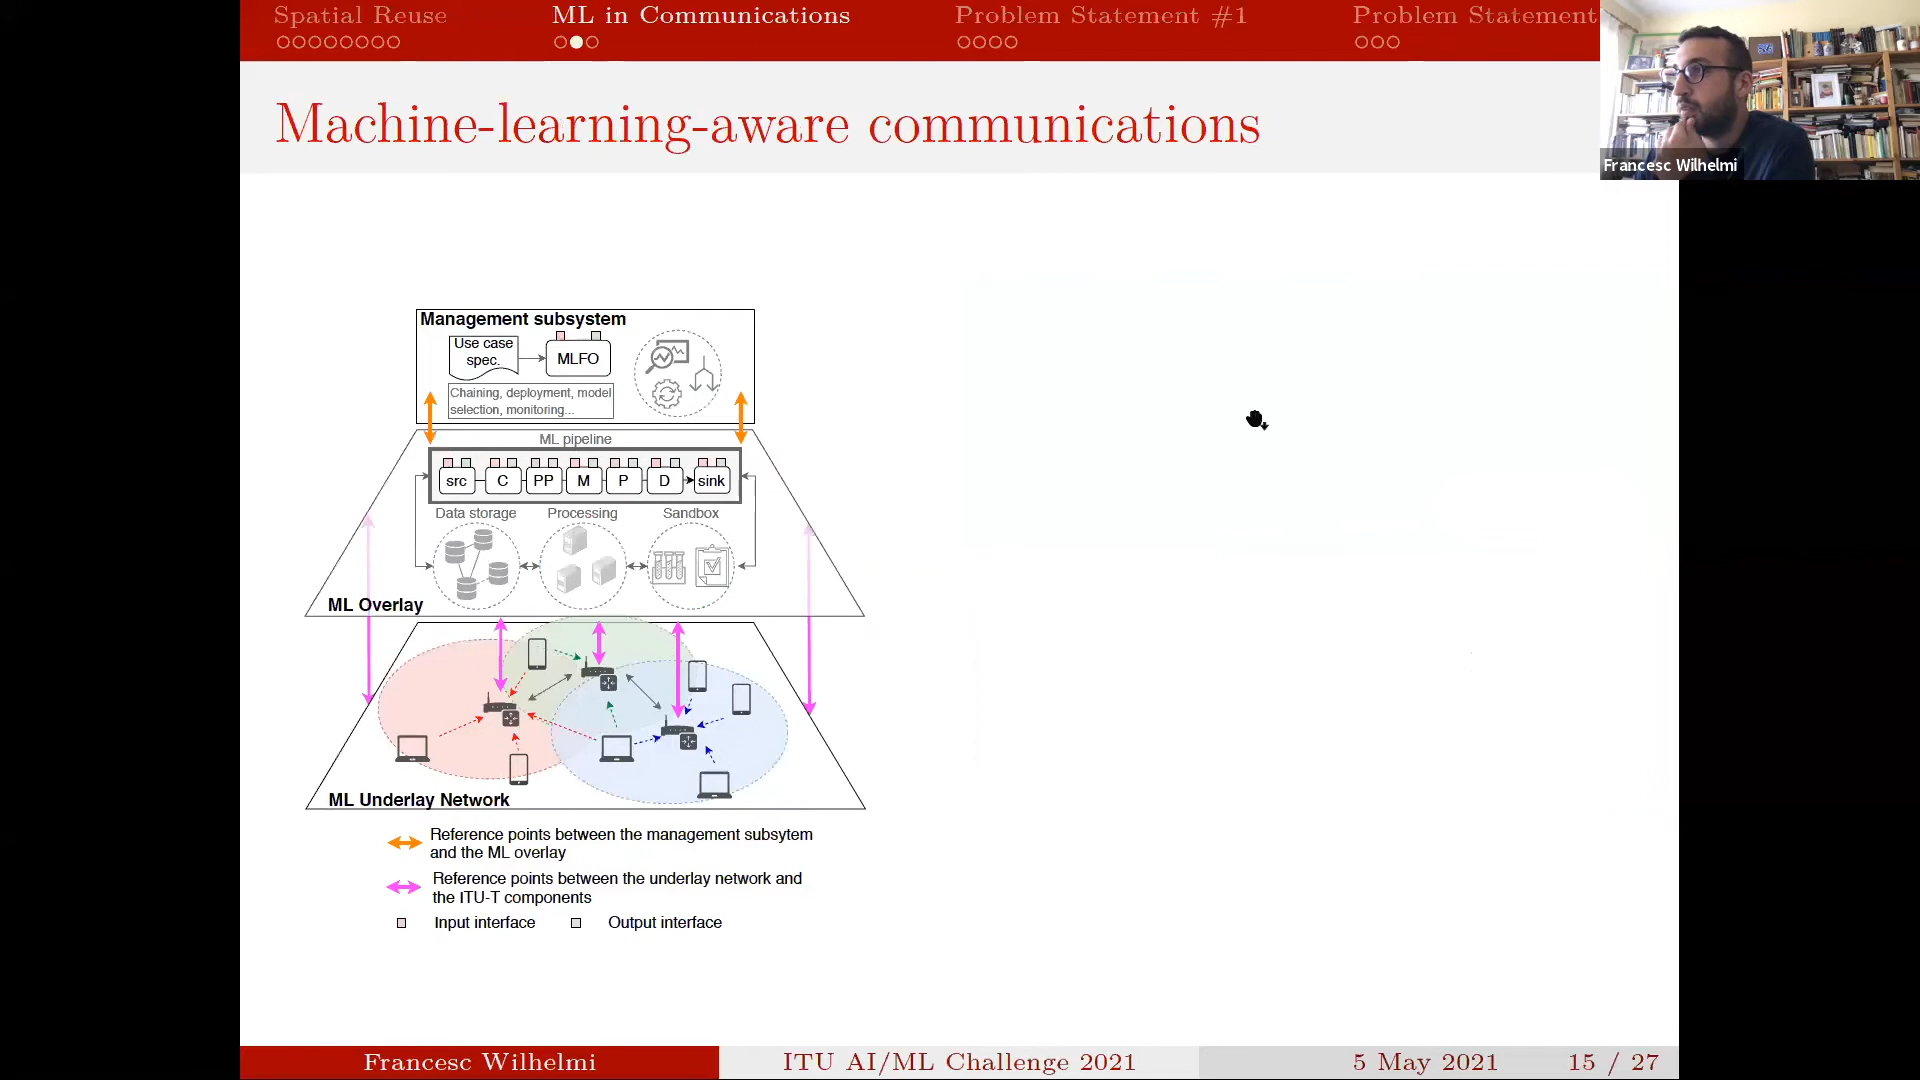 Spatial Reuse
ML in Communications
Problem Statement #1
Problem Statement
Machine-learning-aware communications
Francesc Wilhelmi
Management subsystem
Use case
spec.
MLFO
Chaining, deployment, model
selection, monitoring...
ML pipeline
src
C
PP
M
P
D
sink
Data storage
Processing
Sandbox
ML Overlay
ML Underlay Network
Reference points between the management subsytem
and the ML overlay
Reference points between the underlay network and
the ITU-T components
Input interface
Output interface
Francesc Wilhelmi
ITU AI/ML Challenge 2021
5 May 2021
15 / 27